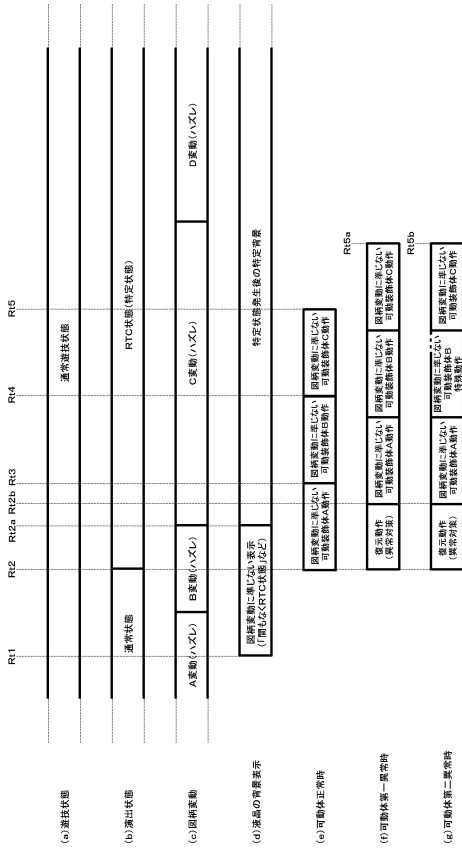 Rt1
Rt2
Rt2a
Rt2b
Rt3
Rt4
Rt5
(a)遊技状態
通常遊技状態
(b)演出状態
通常状態
RTC状態(特定状態)
(c)図柄変動
A変動(ハズレ)
B変動(ハズレ)
C変動(ハズレ)
D変動(ハズレ)
(d)液晶の背景表示
図柄変動に準じない表示
(「間もなくRTC状態」など)
特定状態発生後の特定背景
(e)可動体正常時
図柄変動に準じない
可動装飾体A動作
図柄変動に準じない
可動装飾体B動作
図柄変動に準じない
可動装飾体C動作
Rt5a
(f)可動体第一異常時
復元動作
(異常対策)
図柄変動に準じない
可動装飾体A動作
図柄変動に準じない
可動装飾体B動作
図柄変動に準じない
可動装飾体C動作
Rt5b
(g)可動体第二異常時
復元動作
(異常対策)
図柄変動に準じない
可動装飾体A動作
図柄変動に準じない
可動装飾体B
特殊動作
図柄変動に準じない
可動装飾体C動作